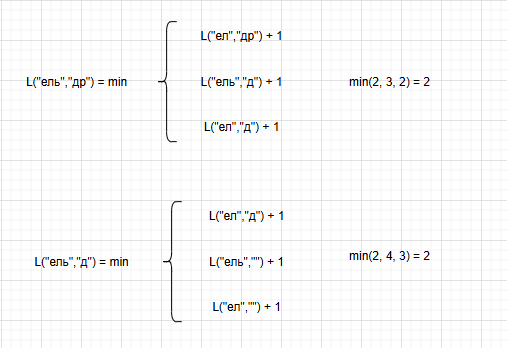 L("ел","др") + 1
L("ель","др") = min
L("ель","д") + 1
min(2, 3, 2) = 2
L("ел","д") + 1
L("ел","д") + 1
L("ель","д") = min
L("ель","") + 1
min(2, 4, 3) = 2
L("ел","") + 1